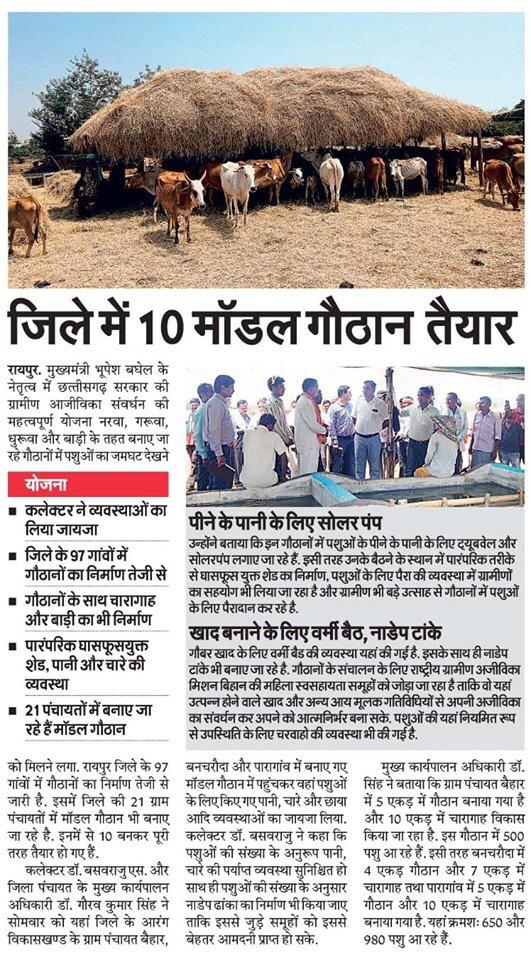 जिले में 10 मॉडल गौठान तैयार
रायपुर. मुख्यमंत्री भूपेश बघेल के
नेतृत्व में छत्तीसगढ़ सरकार की
ग्रामीण आजीविका संवर्धन की
महत्वपूर्ण योजना नरवा, गरूवा,
धुरूवा और बाड़ी के तहत बनाए जा
रहे गौठानों में पशुओं का जमघट देखने
योजना
कलेक्टर ने व्यवस्थाओं का
लिया जायजा
जिले के 97 गांवों में
गौठानों का निर्माण तेजी से
गौठानों के साथ चारागाह
और बाड़ी का भी निर्माण
पारंपरिक घासफूसयुक्त
शेड, पानी और चारे की
व्यवस्था
21 पंचायतों में बनाए जा
रहे हैं मॉडल गौठान
को मिलने लगा. रायपुर जिले के 97
गांवों में गौठानों का निर्माण तेजी से
जारी है. इसमें जिले की 21 ग्राम
पंचायतों में मॉडल गौठान भी बनाए
जा रहे है. इनमें से 10 बनकर पूरी
तरह तैयार हो गए हैं.
कलेक्टर डॉ. बसवराजु एस. और
जिला पंचायत के मुख्य कार्यपालन
अधिकारी डॉ. गौरव कुमार सिंह ने
सोमवार को यहां जिले के आरंग
विकासखण्ड के ग्राम पंचायत बैहार,
पीने के पानी के लिए सोलर पंप
उन्होंने बताया कि इन गौठानों में पशुओं के पीने के पानी के लिए ट्यूबवेल और
सोलरपंप लगाए जा रहे हैं. इसी तरह उनके बैठने के स्थान में पारंपरिक तरीके
से घासफूस युक्त शेड का निर्माण, पशुओं के लिए पैरा की व्यवस्था में ग्रामीणों
का सहयोग भी लिया जा रहा है और ग्रामीण भी बड़े उत्साह से गौठानों में पशुओं
के लिए पैरादान कर रहे है.
खाद बनाने के लिए वर्मी बैठ, नाडेप टांके
गौबर खाद के लिए वर्मी बैड की व्यवस्था यहां की गई है. इसके साथ ही नाडेप
टांके भी बनाए जा रहे है. गौठानों के संचालन के लिए राष्ट्रीय ग्रामीण अजीविका
मिशन बिहान की महिला स्वसहायता समूहों को जोड़ा जा रहा है ताकि वो यहां
उत्पन्न होने वाले खाद और अन्य आय मूलक गतिविधियों से अपनी अजीविका
का संवर्धन कर अपने को आत्मनिर्भर बना सके. पशुओं की यहां नियमित रूप
से उपस्थिति के लिए चरवाहो की व्यवस्था भी की गई है.
बनचरौदा और पारागांव में बनाए गए
मॉडल गौठान में पहुंचकर वहां पशुओं
के लिए किए गए पानी, चारे और छाया
आदि व्यवस्थाओं का जायजा लिया.
कलेक्टर डॉ. बसवराजु ने कहा कि
पशुओं की संख्या के अनुरूप पानी,
चारे की पर्याप्त व्यवस्था सुनिश्चित हो
साथ ही पशुओं की संख्या के अनुसार
नाडेप ढांका का निर्माण भी किया जाए
ताकि इससे जुड़े समूहों को इससे
बेहतर आमदनी प्राप्त हो सके.
मुख्य कार्यपालन अधिकारी डॉ.
सिंह ने बताया कि ग्राम पंचायत बैहार
में 5 एकड़ में गौठान बनाया गया है
और 10 एकड़ में चारागाह विकास
किया जा रहा है. इस गौठान में 500
पशु आ रहे हैं. इसी तरह बनचरौदा में
4 एकड़ गौठान और 7 एकड़ में
चारागाह तथा पारागांव में 5 एकड़ में
गौठान और 10 एकड़ में चारागाह
बनाया गया है. यहां क्रमशः 650 और
980 पशु आ रहे हैं.